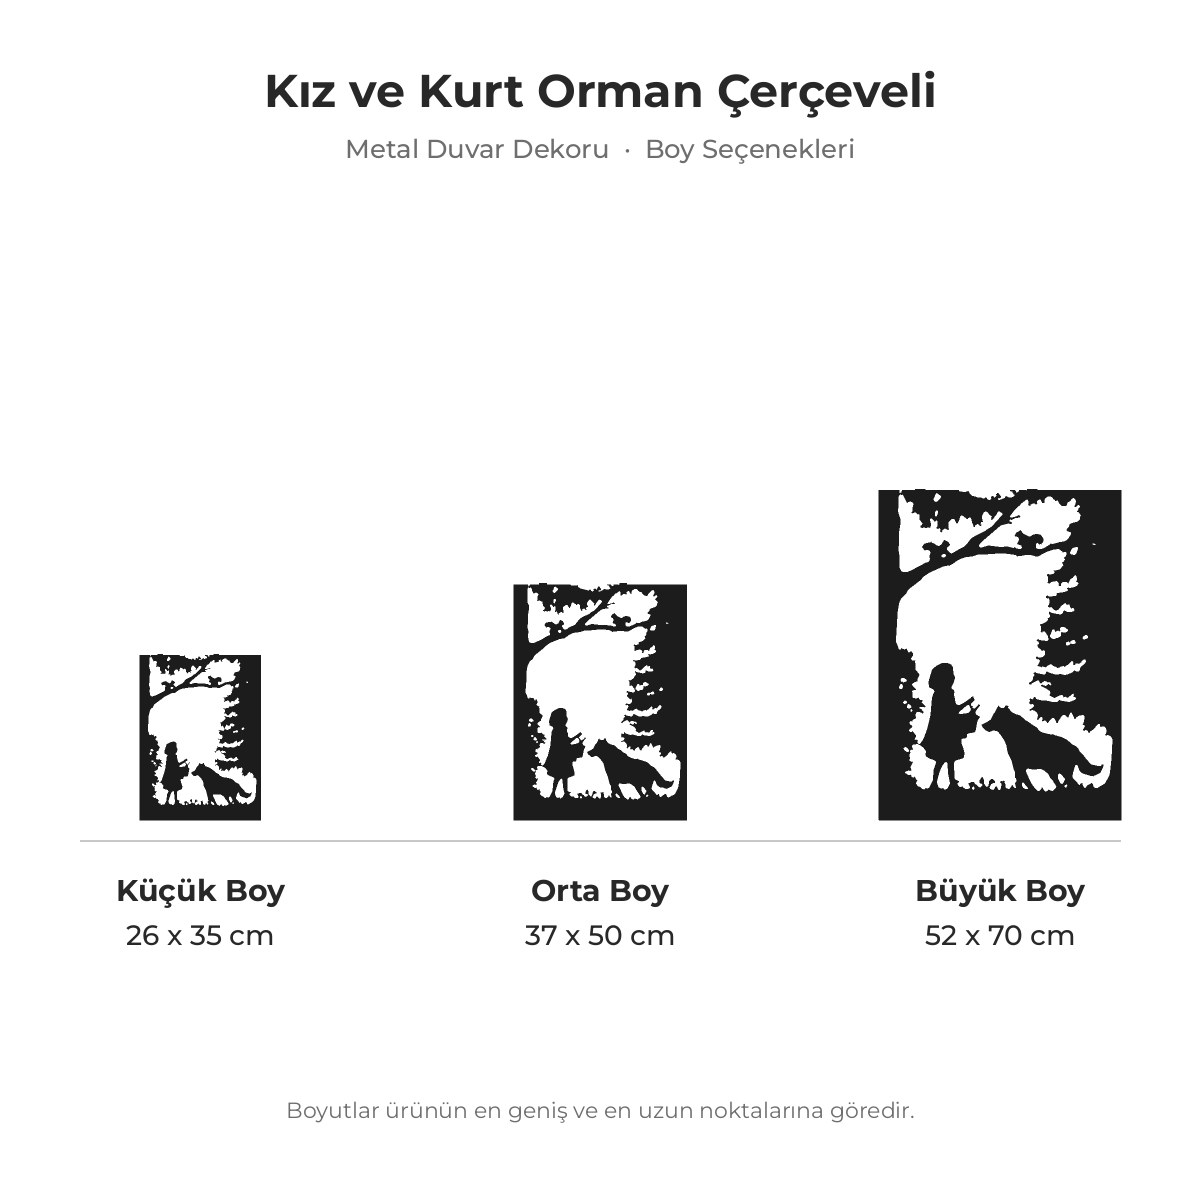 Kız ve Kurt Orman Çerçeveli
Metal Duvar Dekoru · Boy Seçenekleri
Küçük Boy
26 x 35 cm
Orta Boy
37 x 50 cm
Büyük Boy
52 x 70 cm
Boyutlar ürünün en geniş ve en uzun noktalarına göredir.